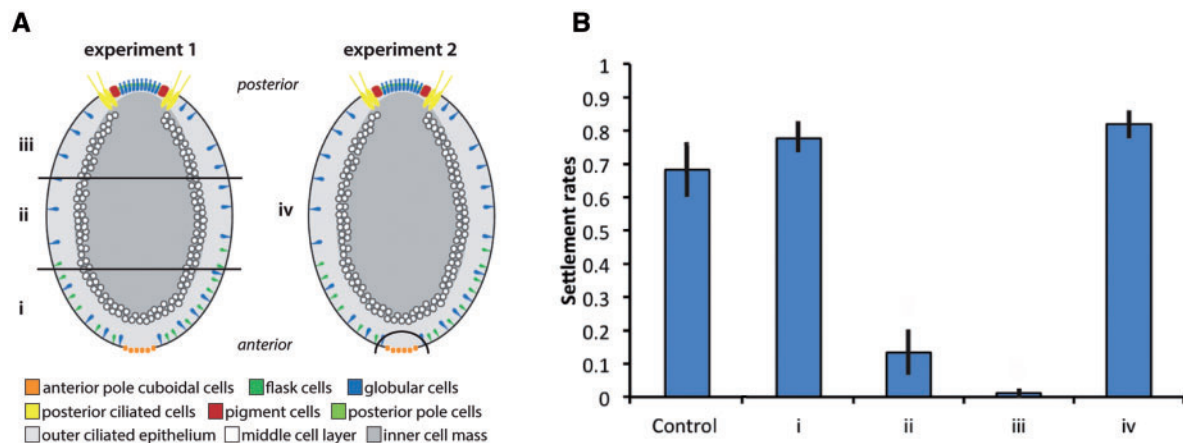 A
experiment 1
experiment 2
posterior
iii
ii
i
iv
anterior
anterior pole cuboidal cells flask cells globular cells
posterior ciliated cells pigment cells posterior pole cells
outer ciliated epithelium middle cell layer inner cell mass
B
Settlement rates
1
0.9
0.8
0.7
0.6
0.5
0.4
0.3
0.2
0.1
0
Control i ii iii iv